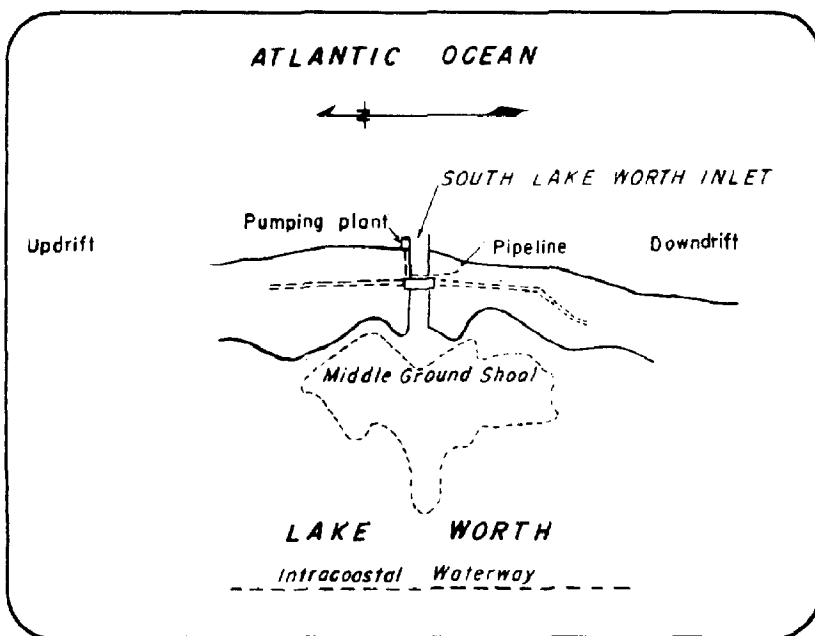 ATLANTIC OCEAN
N
SOUTH LAKE WORTH INLET
Pumping plant
Updrift
Pipeline
Downdrift
Middle Ground Shoal
LAKE WORTH
Intracoastal Waterway